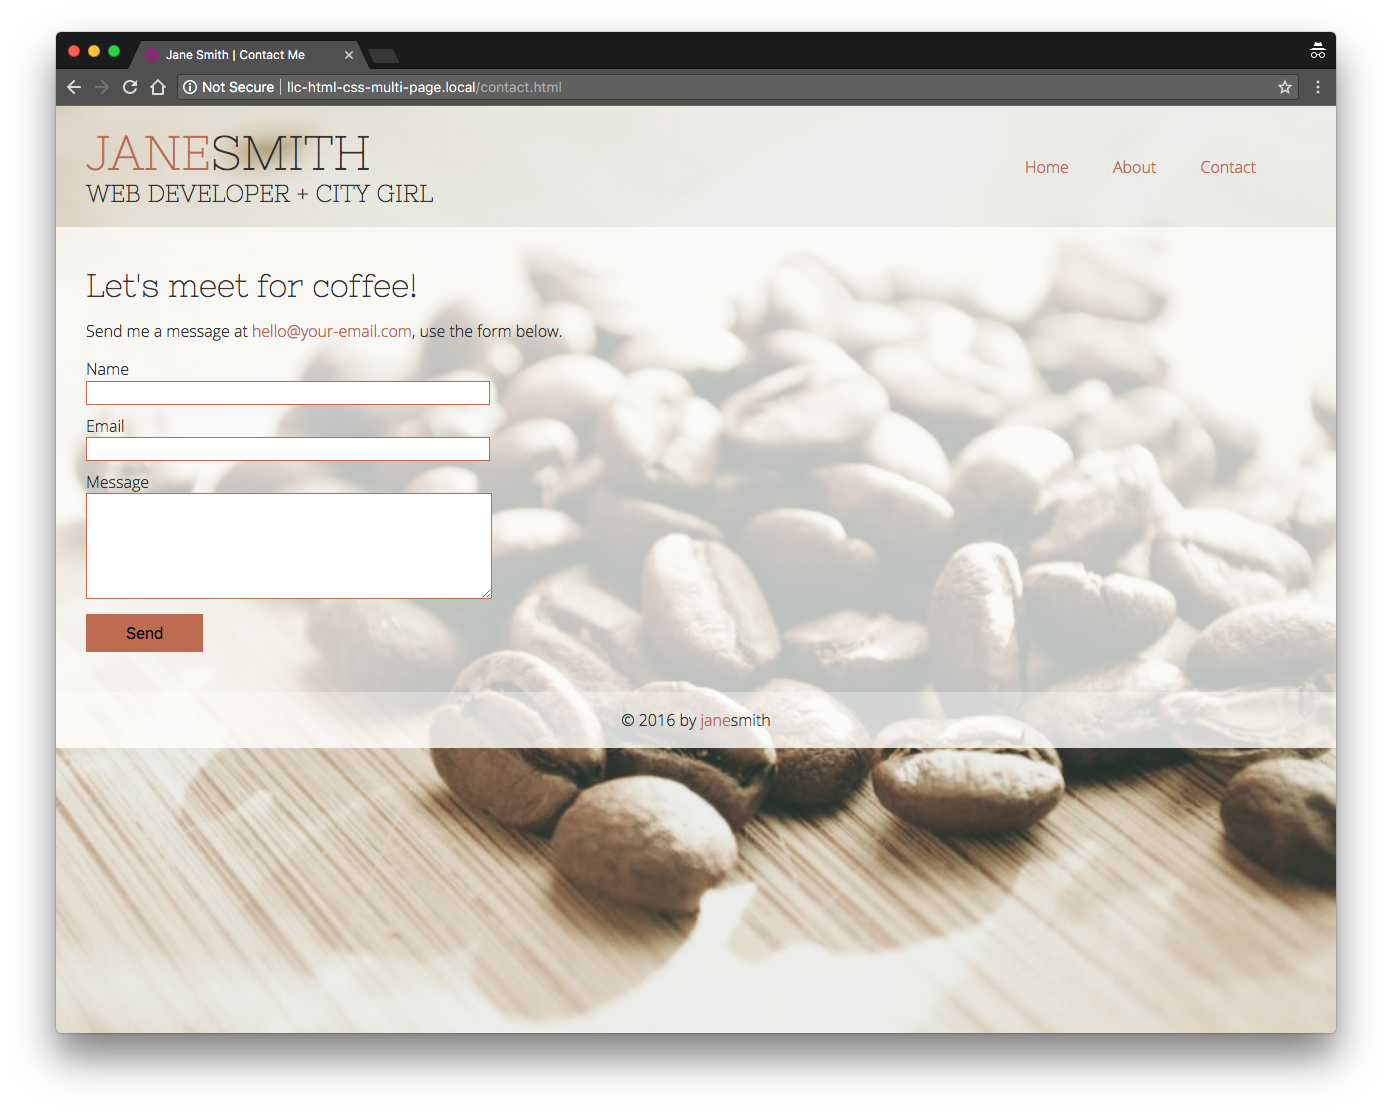 Jane Smith | Contact Me
Not Secure | llc-html-css-multi-page.local/contact.html
JANESMITH
WEB DEVELOPER + CITY GIRL
Home About Contact
Let's meet for coffee!
Send me a message at hello@your-email.com, use the form below.
Name
Email
Message
Send
© 2016 by janesmith